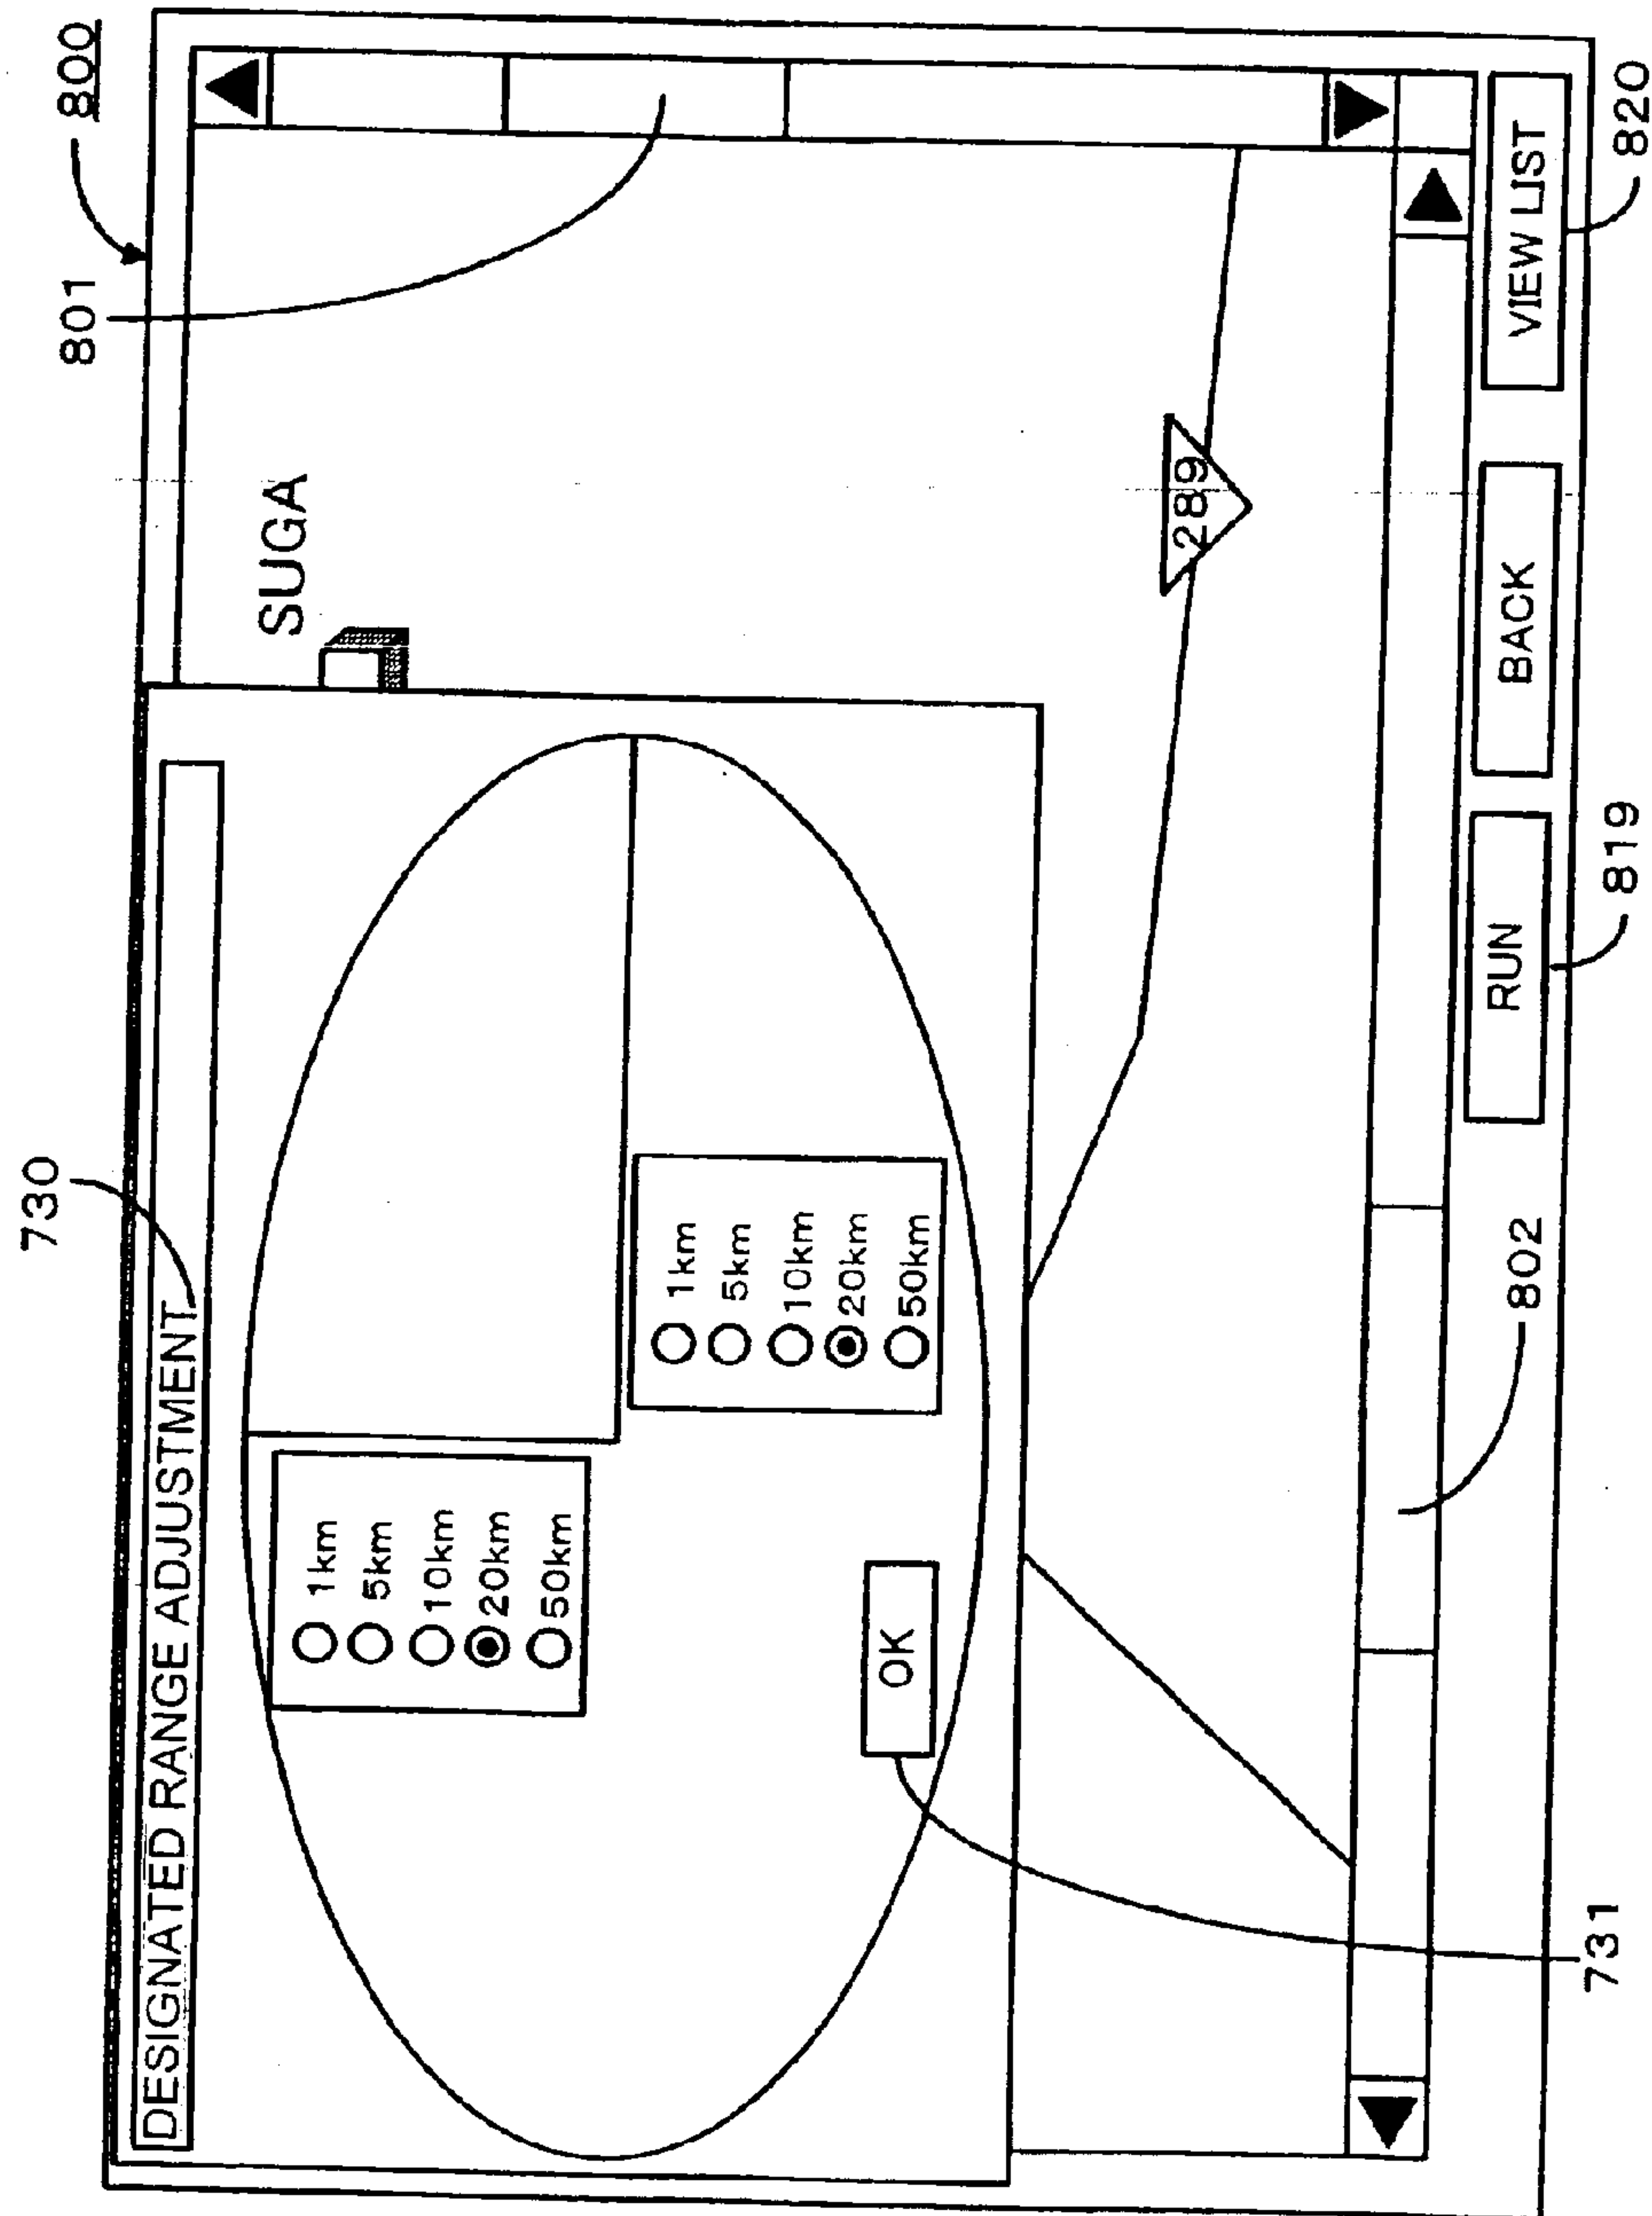 800
801
730
DESIGNATED RANGE ADJUSTMENT
SUGA
1km
5km
10km
20km
50km
1km
5km
10km
20km
50km
OK
289
802
731
RUN
BACK
VIEW LIST
819
820